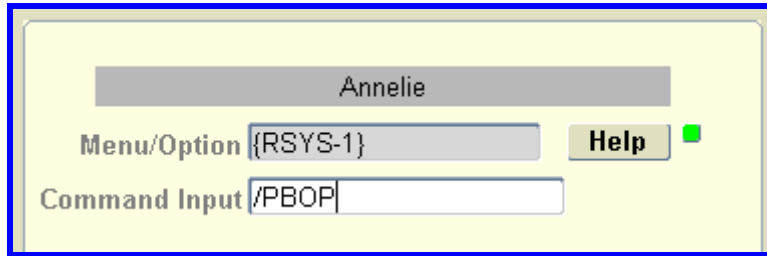 Annelie
Menu/Option {RSYS-1} Help
Command Input /PBOP